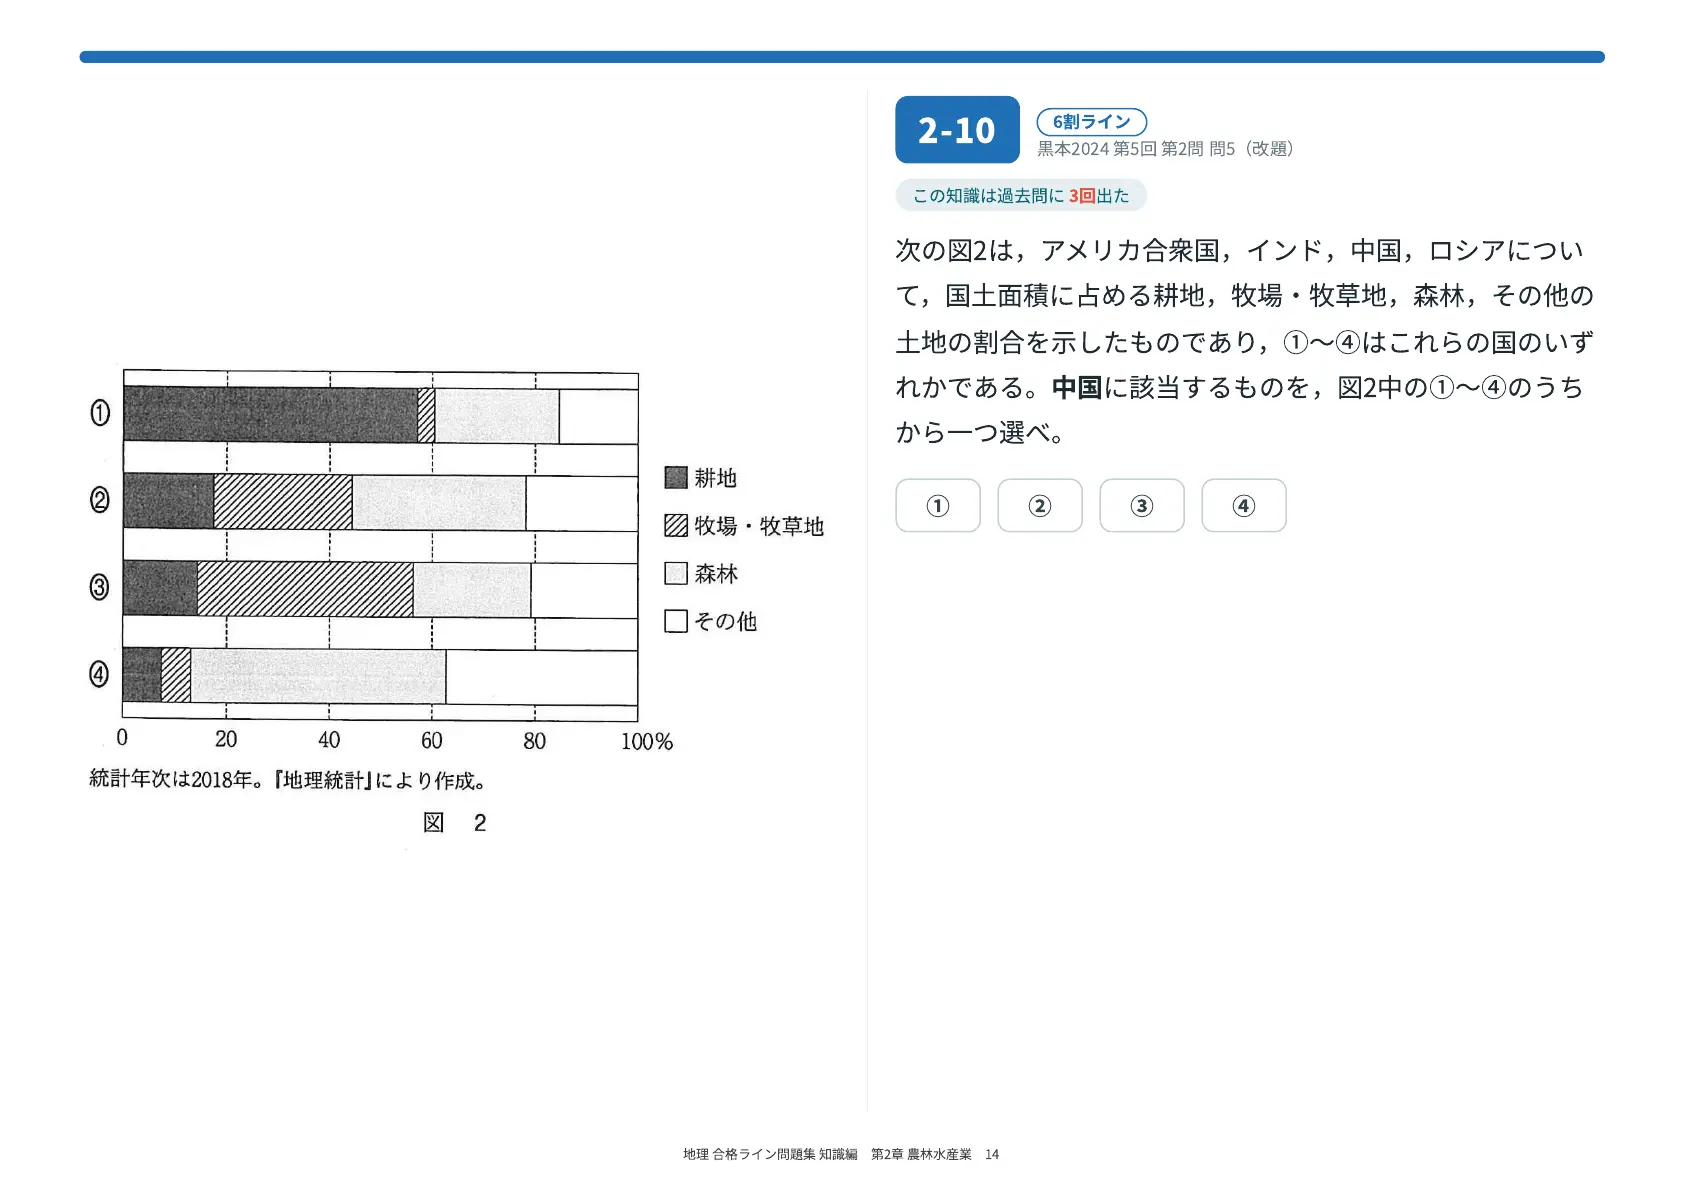 ①
②
③
④
耕地
牧場・牧草地
森林
その他
0 20 40 60 80 100%
統計年次は2018年。『地理統計』により作成。
図 2
2-10
6割ライン
黒本2024 第5回 第2問 問5（改題）
この知識は過去問に 3回出た
次の図2は，アメリカ合衆国，インド，中国，ロシアについ
て，国土面積に占める耕地，牧場・牧草地，森林，その他の
土地の割合を示したものであり，①～④はこれらの国のいず
れかである。中国に該当するものを，図2中の①～④のうち
から一つ選べ。
① ② ③ ④
地理 合格ライン問題集 知識編　第2章 農林水産業　14